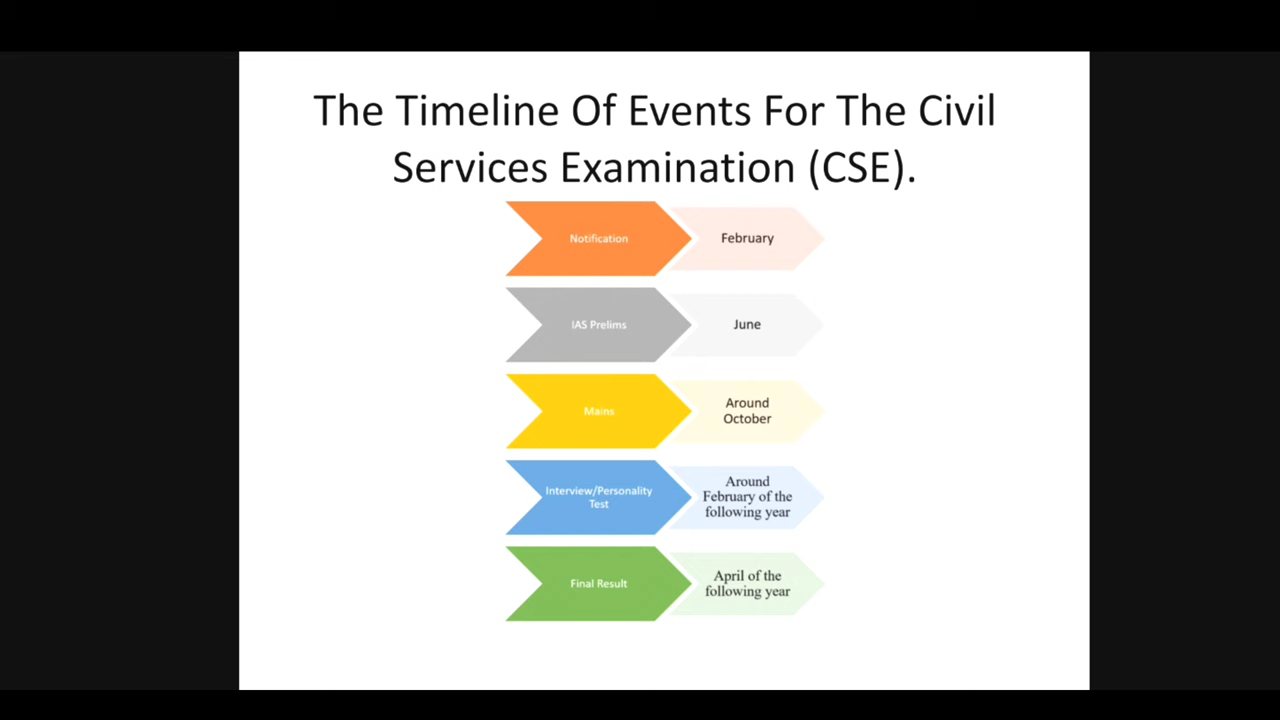 The Timeline Of Events For The Civil
Services Examination (CSE).
Notification
February
IAS Prelims
June
Mains
Around
October
Interview/Personality
Test
Around
February of the
following year
Final Result
April of the
following year